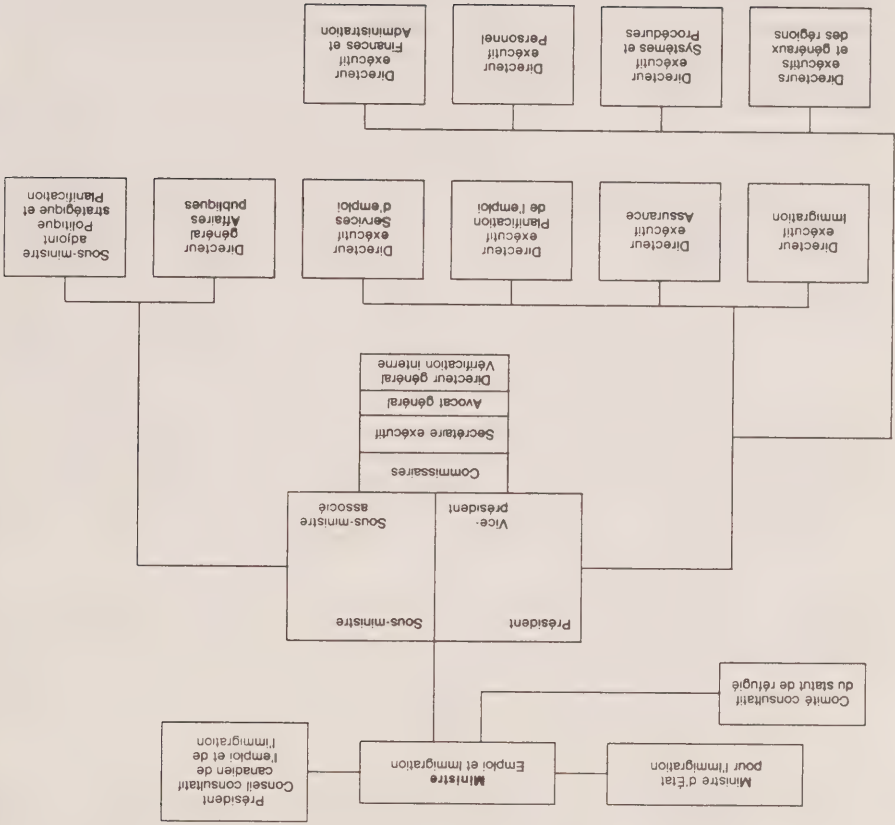 Ministre d'État
pour l'Immigration
Ministre
Emploi et Immigration
Président
Conseil consultatif
canadien de
l'emploi et de
l'immigration
Comité consultatif
du statut de réfugié
Président
Vice-
président
Sous-ministre
Sous-ministre
associé
Commissaires
Secrétaire exécutif
Avocat général
Directeur général
Vérification interne
Directeur
exécutif
Immigration
Directeur
exécutif
Assurance
Directeur
exécutif
Planification
de l'emploi
Directeur
exécutif
Services
d'emploi
Directeur
général
Affaires
publiques
Sous-ministre
adjoint
Politique
stratégique et
Planification
Directeurs
exécutifs
et généraux
des régions
Directeur
exécutif
Systèmes et
Procédures
Directeur
exécutif
Personnel
Directeur
exécutif
Finances et
Administration